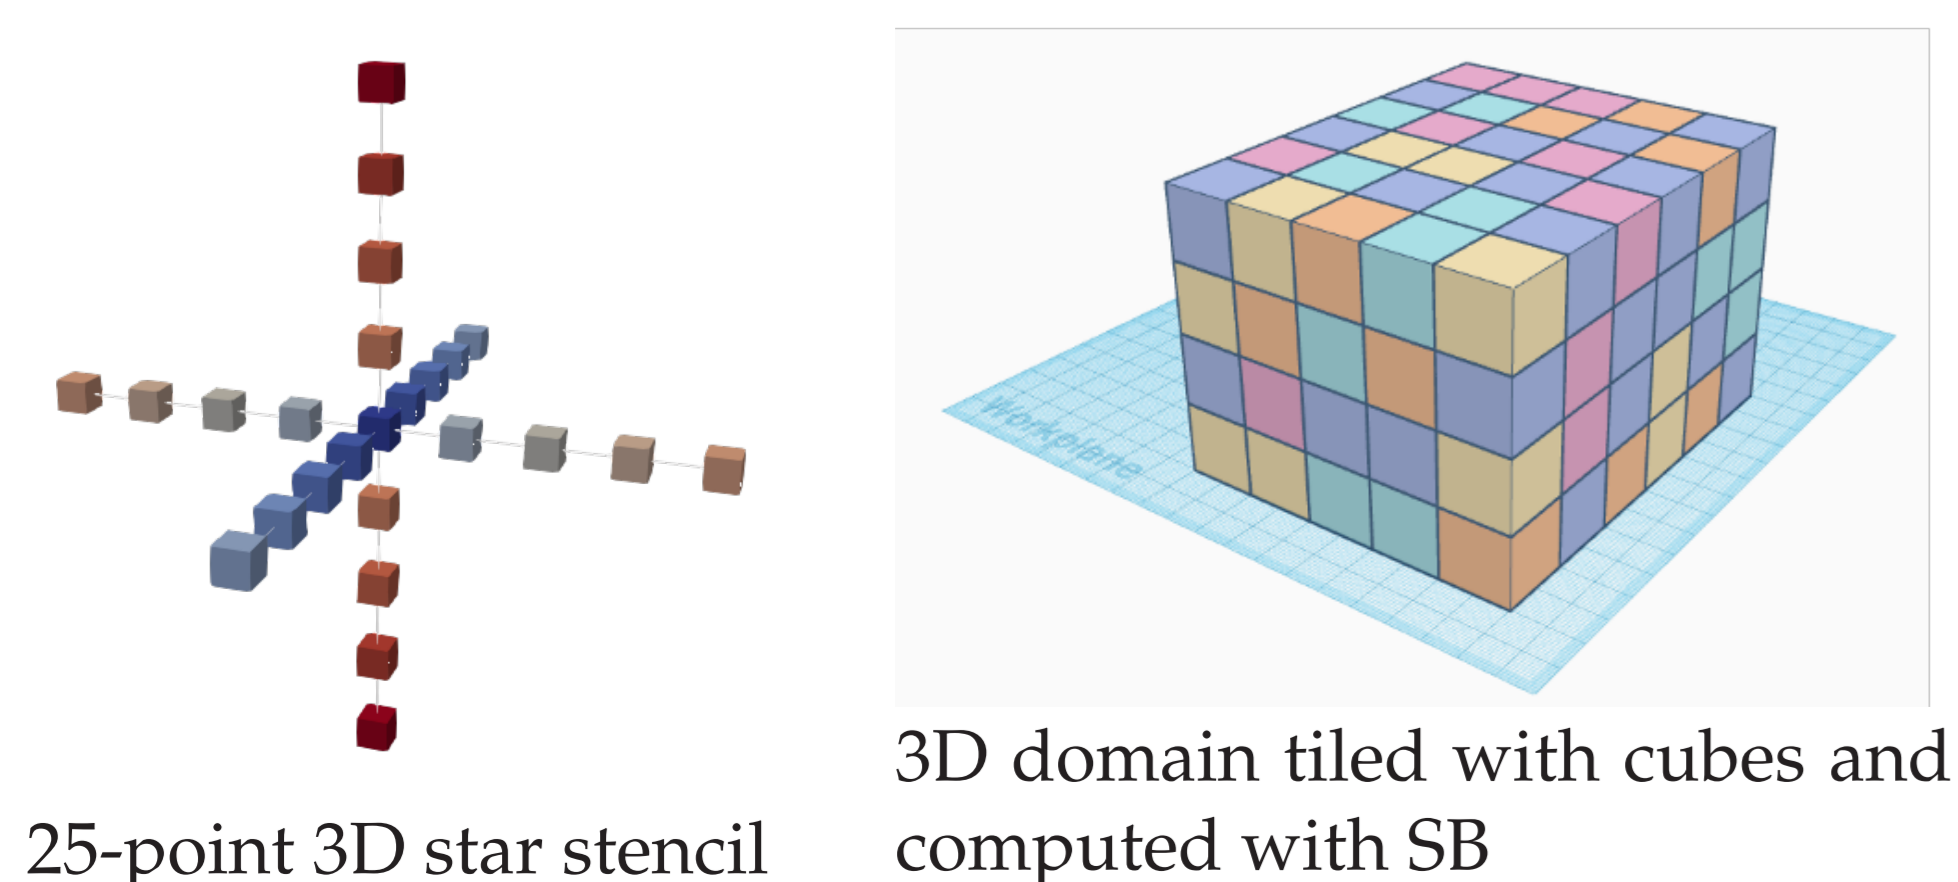 Workplane
25-point 3D star stencil
3D domain tiled with cubes and
computed with SB